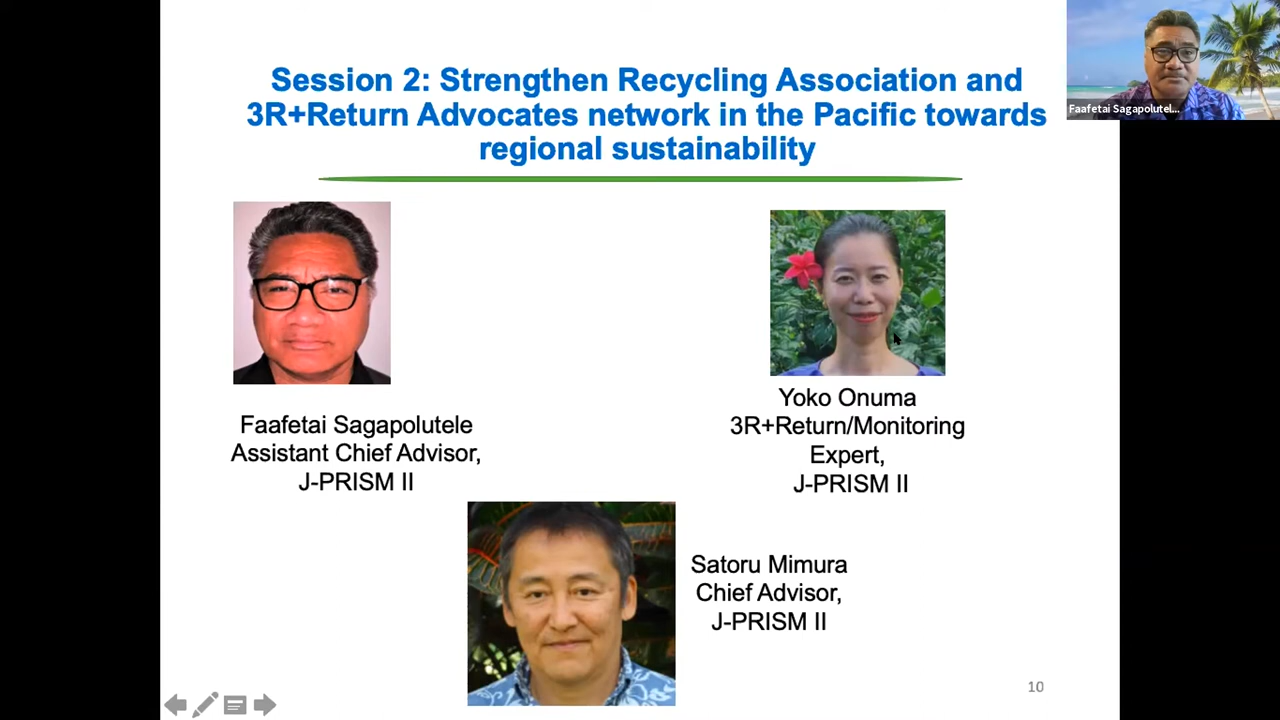 Session 2: Strengthen Recycling Association and
3R+Return Advocates network in the Pacific towards
regional sustainability
Faafetai Sagapolutel...
Faafetai Sagapolutele
Assistant Chief Advisor,
J-PRISM II
Yoko Onuma
3R+Return/Monitoring
Expert,
J-PRISM II
Satoru Mimura
Chief Advisor,
J-PRISM II
10